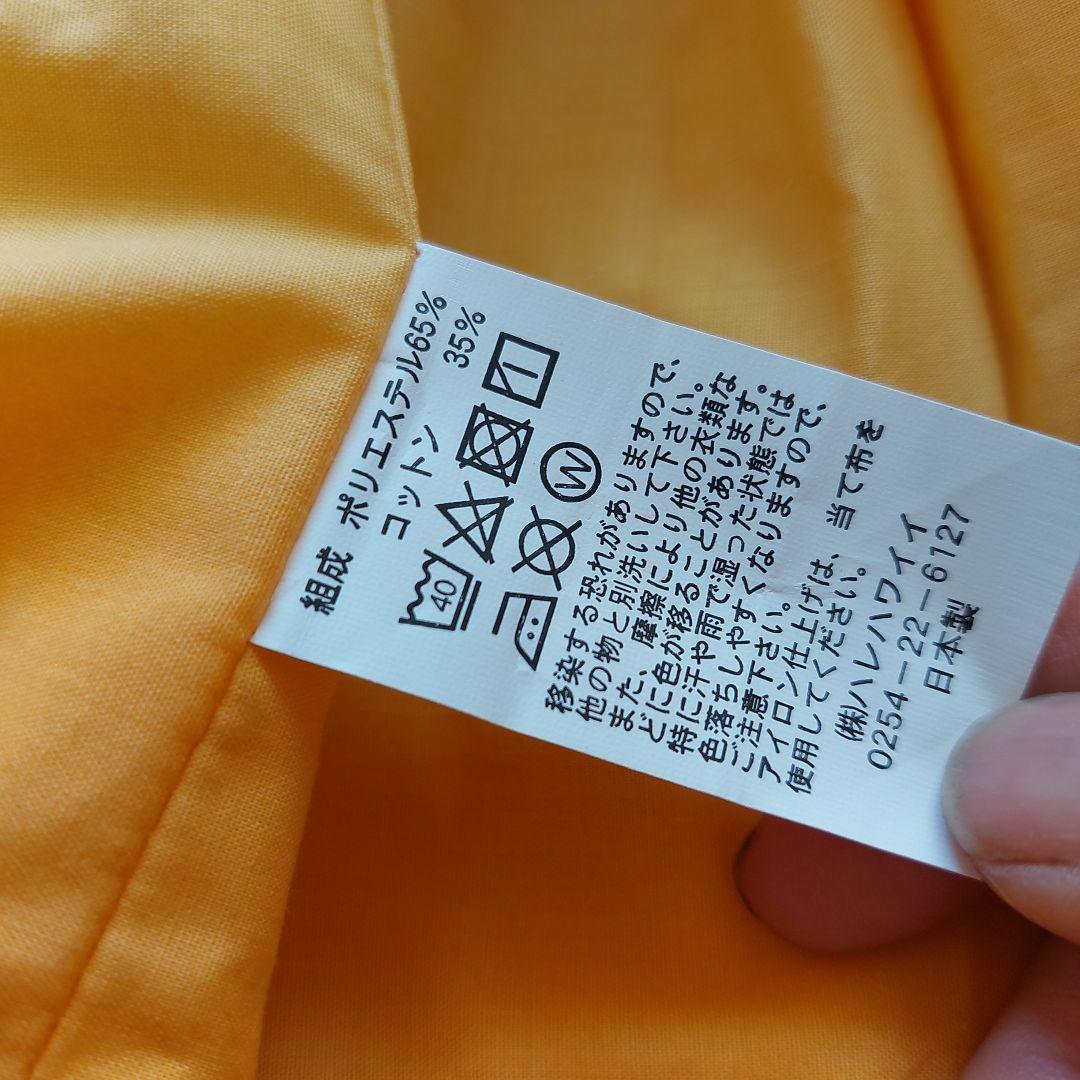 組成 ポリエステル65%
コットン 35%
40
W
移染する恐れがありますので、
他の物と別洗いして下さい。
また、摩擦により他の衣類な
どに色が移ることがあります。
特に汗や雨で湿った状態では
色落ちしやすくなりますので、
ご注意下さい。
アイロン仕上げは、当て布を
使用してください。
(株)ハレハワイイ
0254-22-6127
日本製